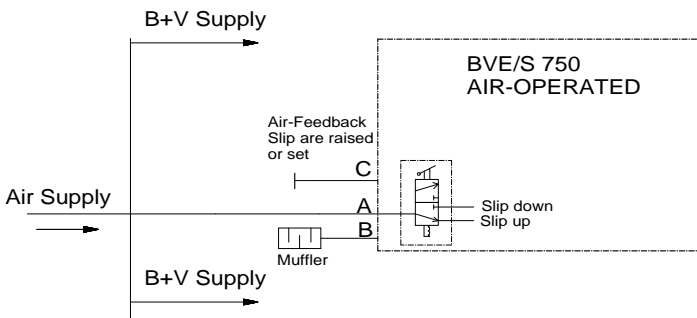 B+V Supply
BVE/S 750
AIR-OPERATED
Air-Feedback
Slip are raised
or set
C
Air Supply
A
Slip down
Slip up
B
Muffler
B+V Supply